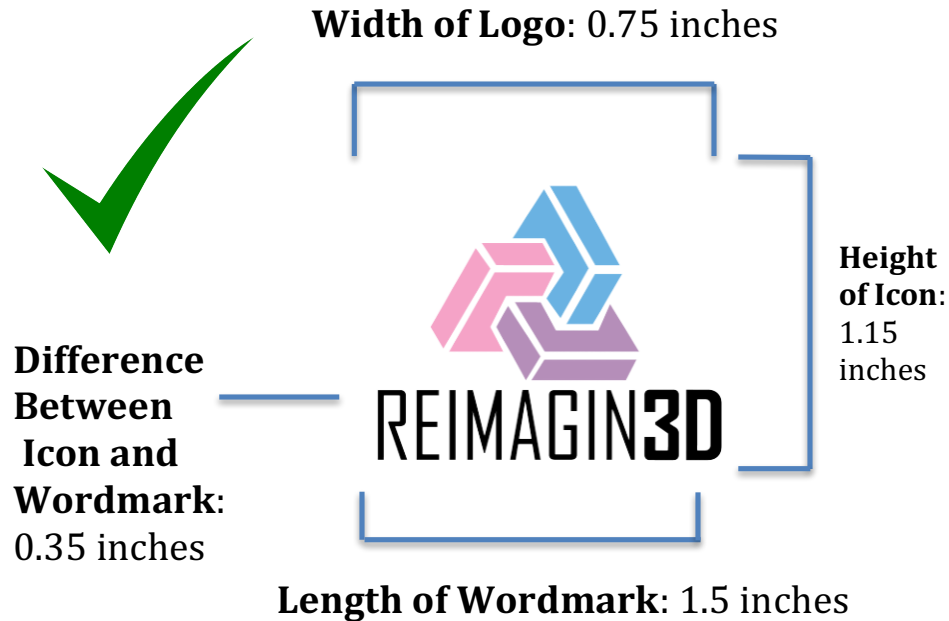 Width of Logo: 0.75 inches
Height
of Icon:
1.15
inches
Difference
Between
Icon and
Wordmark:
0.35 inches
REIMAGIN3D
Length of Wordmark: 1.5 inches